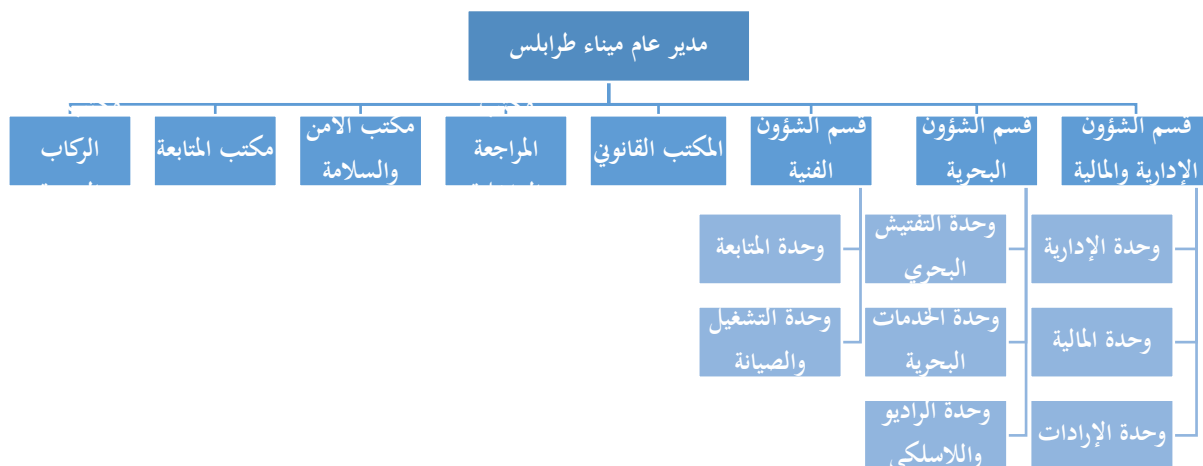 مدير عام ميناء طرابلس
قسم الشؤون
الإدارية والمالية
قسم الشؤون
البحرية
قسم الشؤون
الفنية
المكتب القانوني
المراجعة
مكتب الامن
والسلامة
مكتب المتابعة
الركاب
وحدة الإدارية
وحدة المالية
وحدة الإرادات
وحدة التفتيش
البحري
وحدة الخدمات
البحرية
وحدة الراديو
واللاسلكي
وحدة المتابعة
وحدة التشغيل
والصيانة